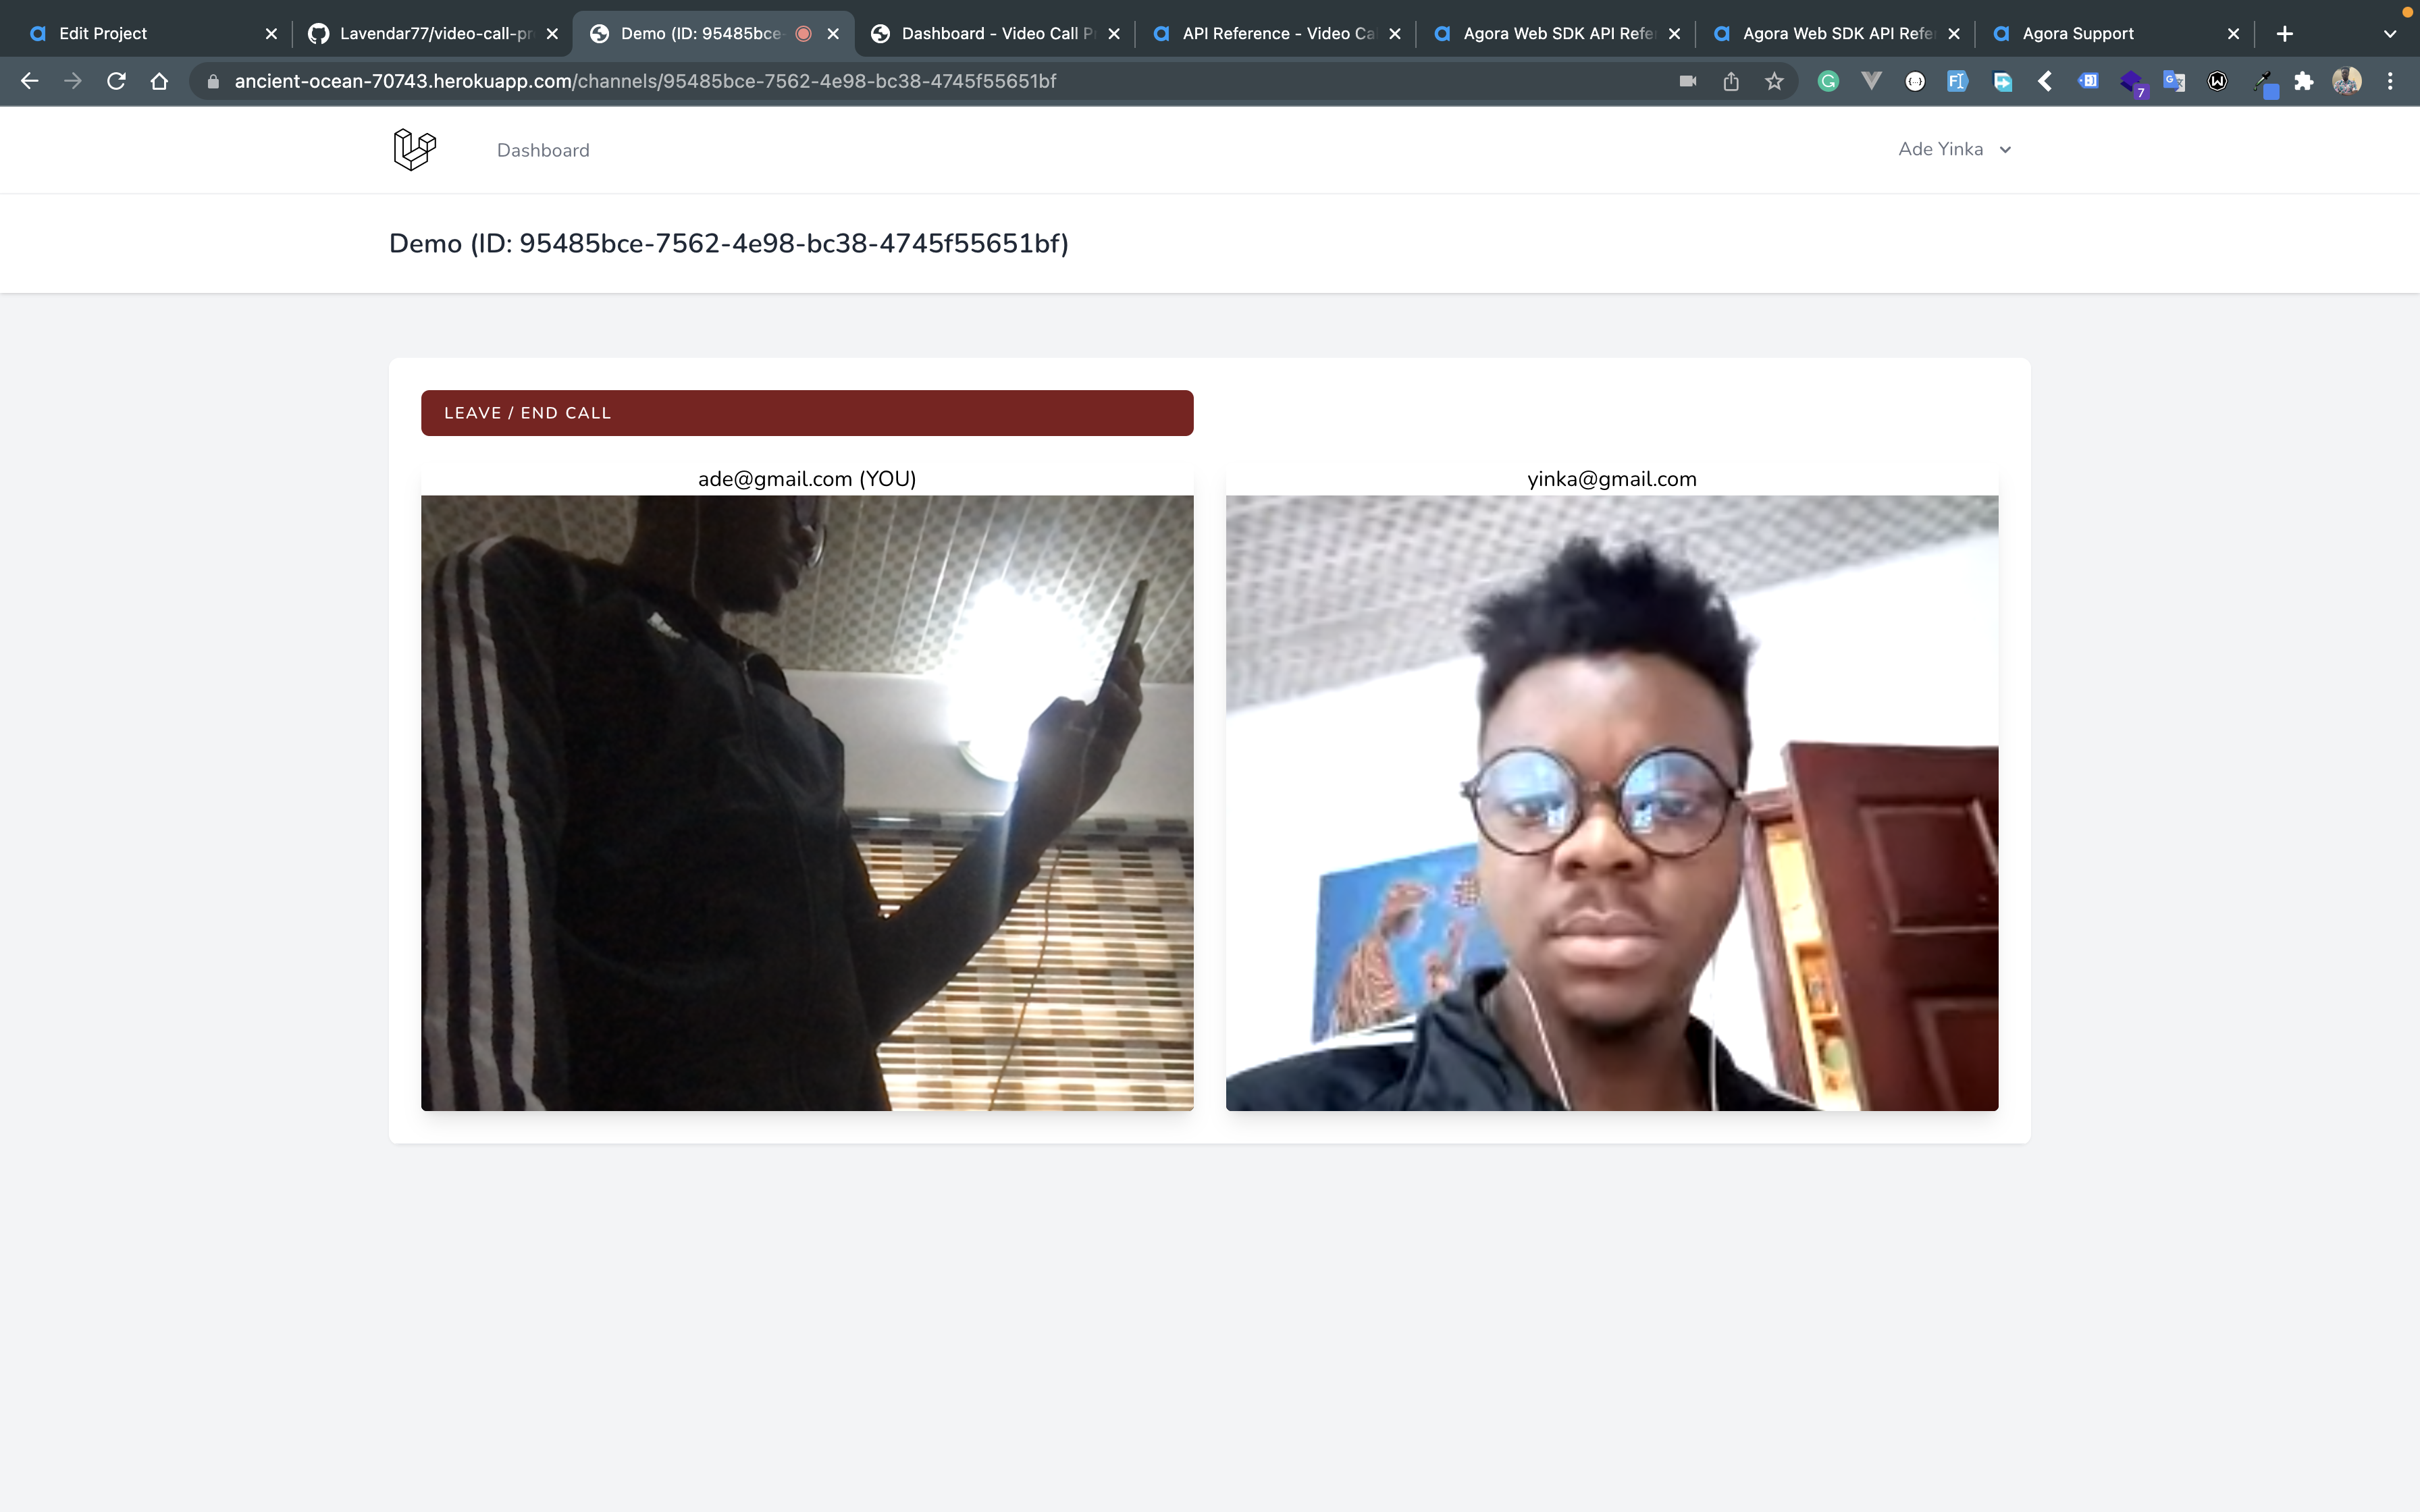 Edit Project
Lavendar77/video-call-pr
Demo (ID: 95485bce-
Dashboard - Video Call P
API Reference - Video Ca
Agora Web SDK API Refe
Agora Web SDK API Refe
Agora Support
ancient-ocean-70743.herokuapp.com/channels/95485bce-7562-4e98-bc38-4745f55651bf
7
Dashboard
Ade Yinka
Demo (ID: 95485bce-7562-4e98-bc38-4745f55651bf)
LEAVE / END CALL
ade@gmail.com (YOU)
yinka@gmail.com